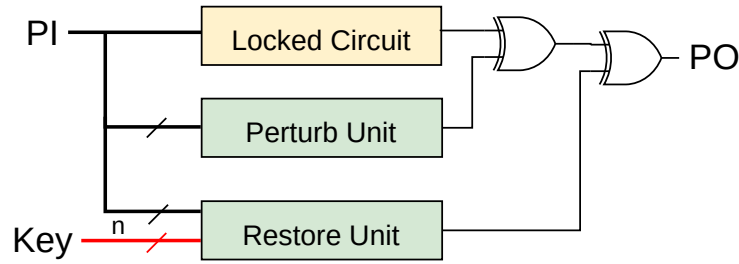 PI
Locked Circuit
PO
Perturb Unit
n
Key
Restore Unit